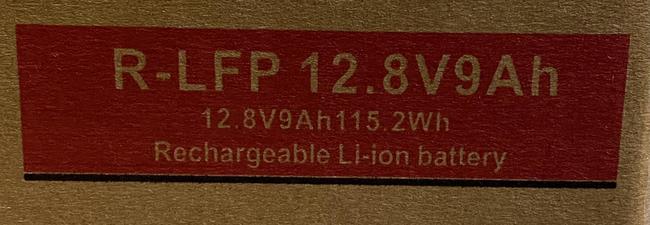 R-LFP 12.8V9Ah
12.8V9Ah115.2Wh
Rechargeable Li-ion battery